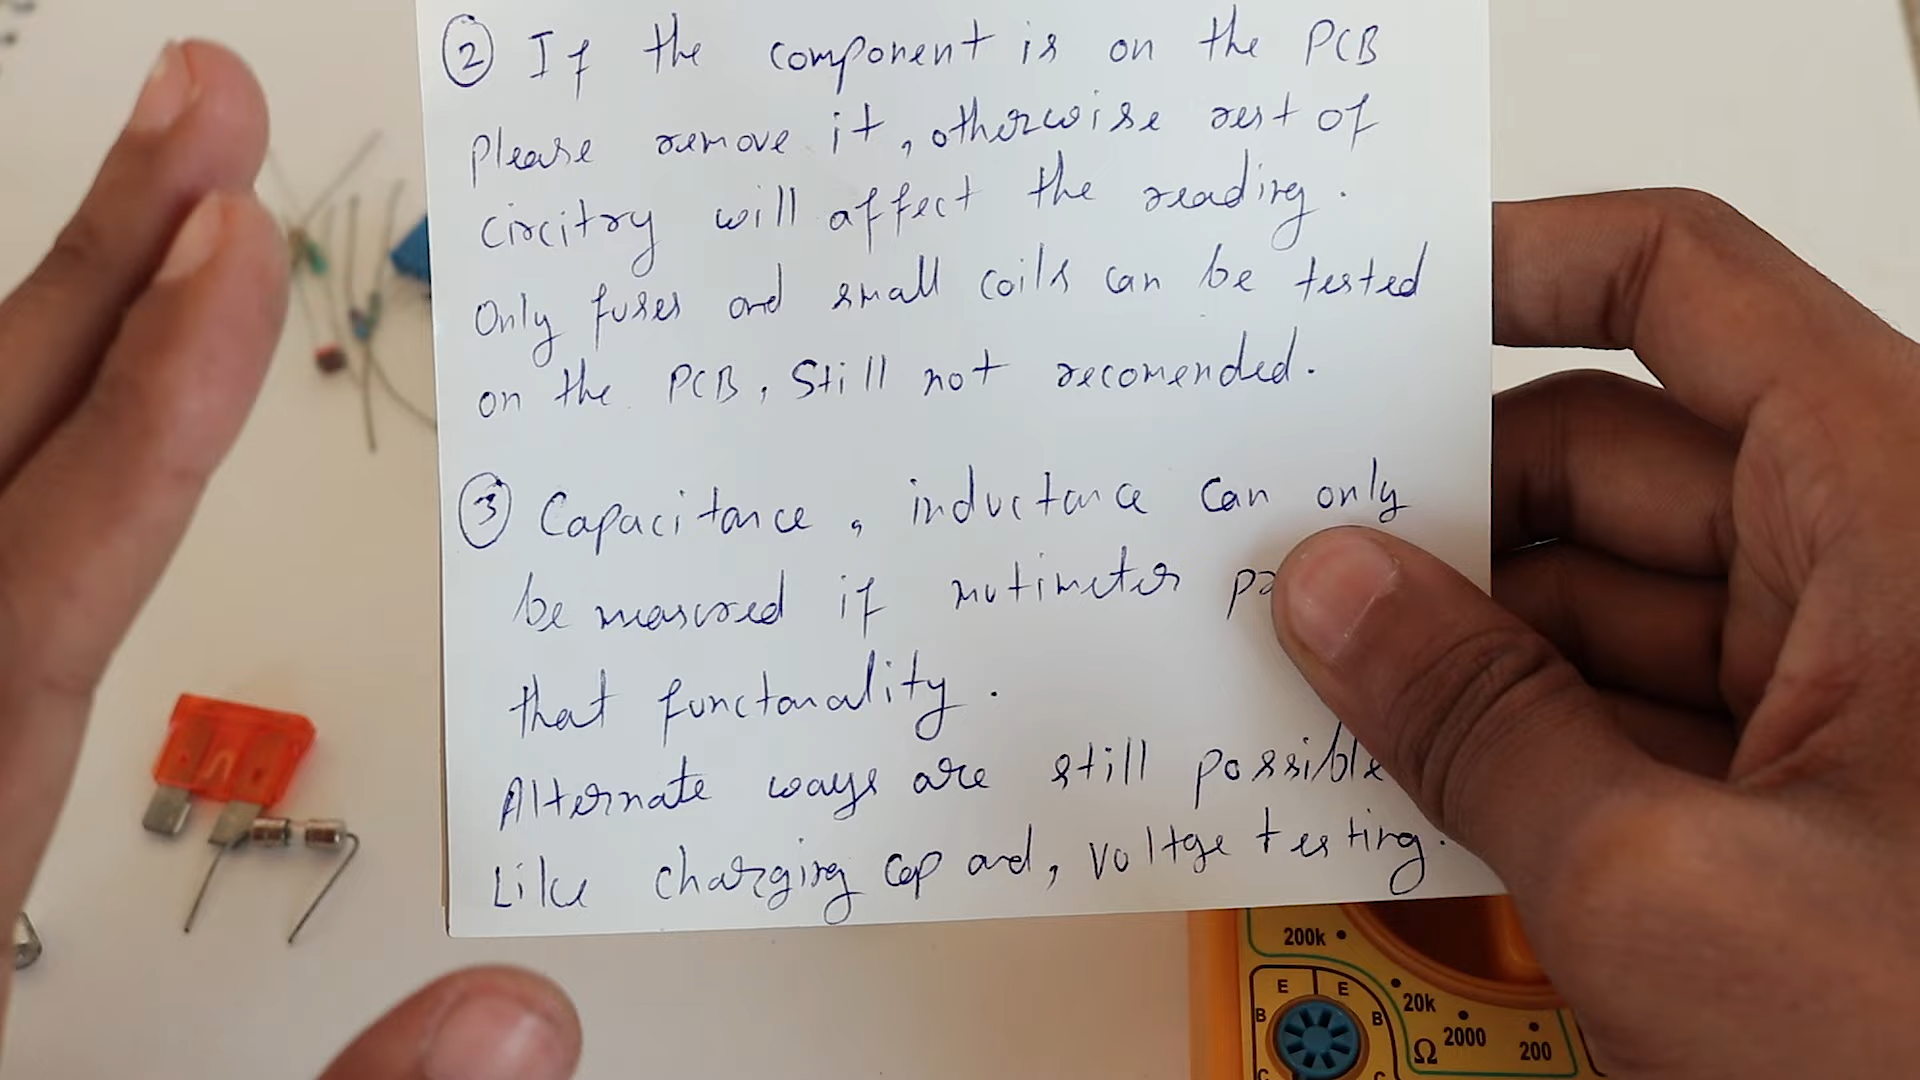 ② If the component is on the PCB
please remove it, otherwise rest of
circitry will affect the reading.
Only fuses and small coils can be tested
on the PCB, Still not recomended.
③ Capacitance, inductance can only
be measured if mutimeter
that functonality.
Alternate ways are still possible
Like charging cap and, voltge testing.
200k
20k
2000
200
Ω
E E
B B
C C